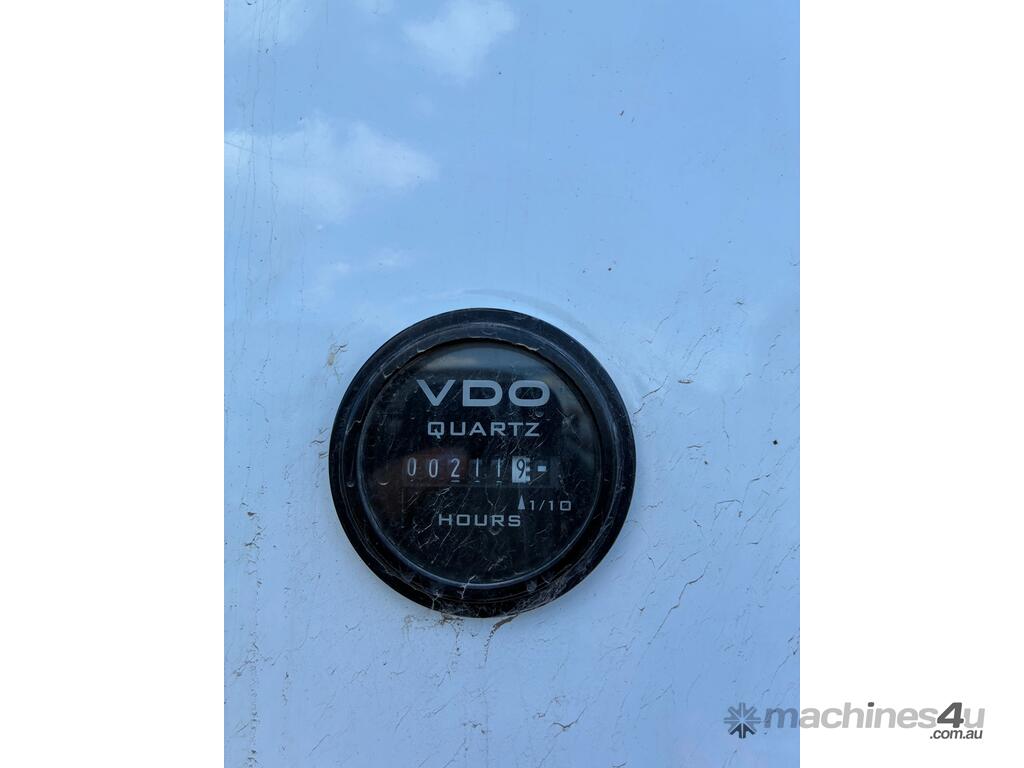 VDO
QUARTZ
002119
1/10
HOURS
machines4u
.com.au